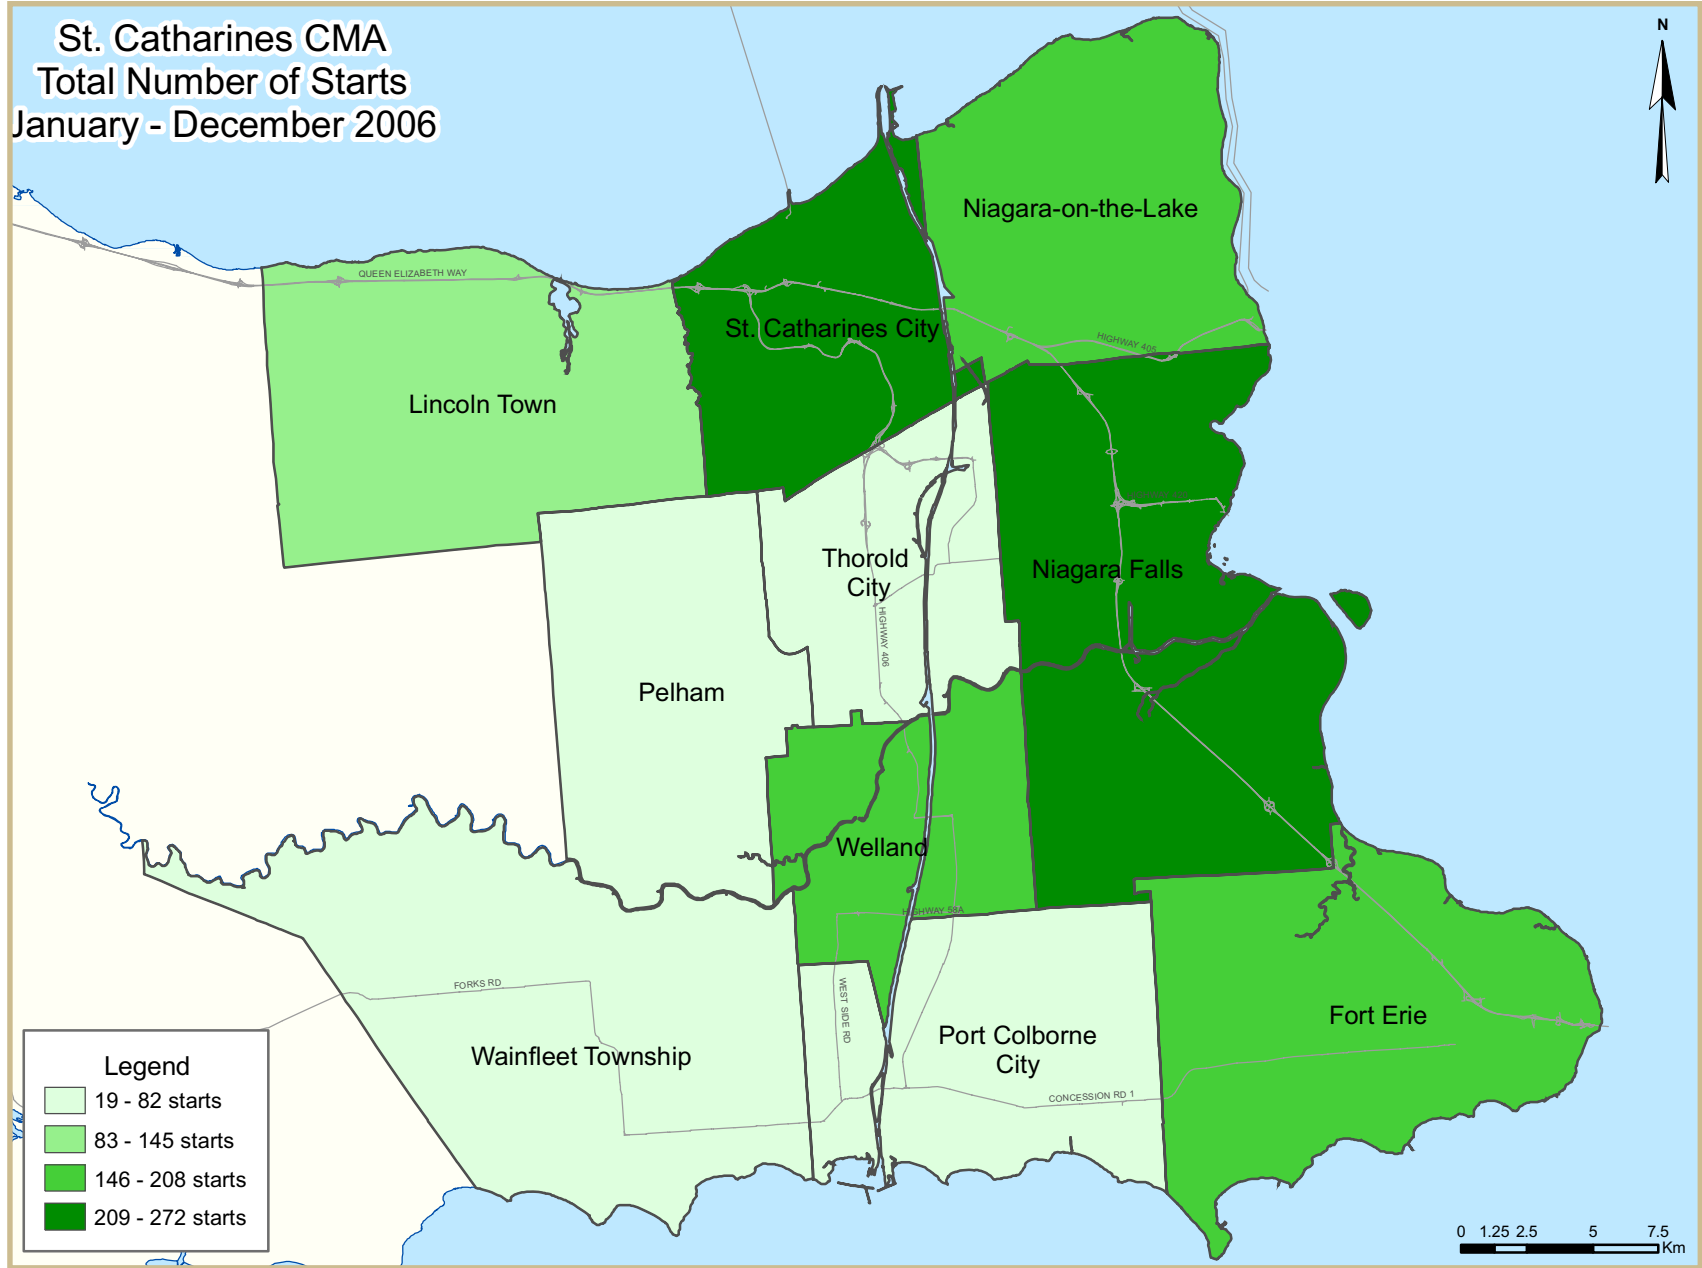 St. Catharines CMA
Total Number of Starts
January - December 2006
N
Niagara-on-the-Lake
QUEEN ELIZABETH WAY
St. Catharines City
HIGHWAY 405
Lincoln Town
Thorold
City
Niagara Falls
HIGHWAY 406
Pelham
Welland
HIGHWAY 58A
FORKS RD
WEST SIDE RD
Fort Erie
Port Colborne
City
Wainfleet Township
CONCESSION RD 1
Legend
19 - 82 starts
83 - 145 starts
146 - 208 starts
209 - 272 starts
0 1.25 2.5 5 7.5
Km